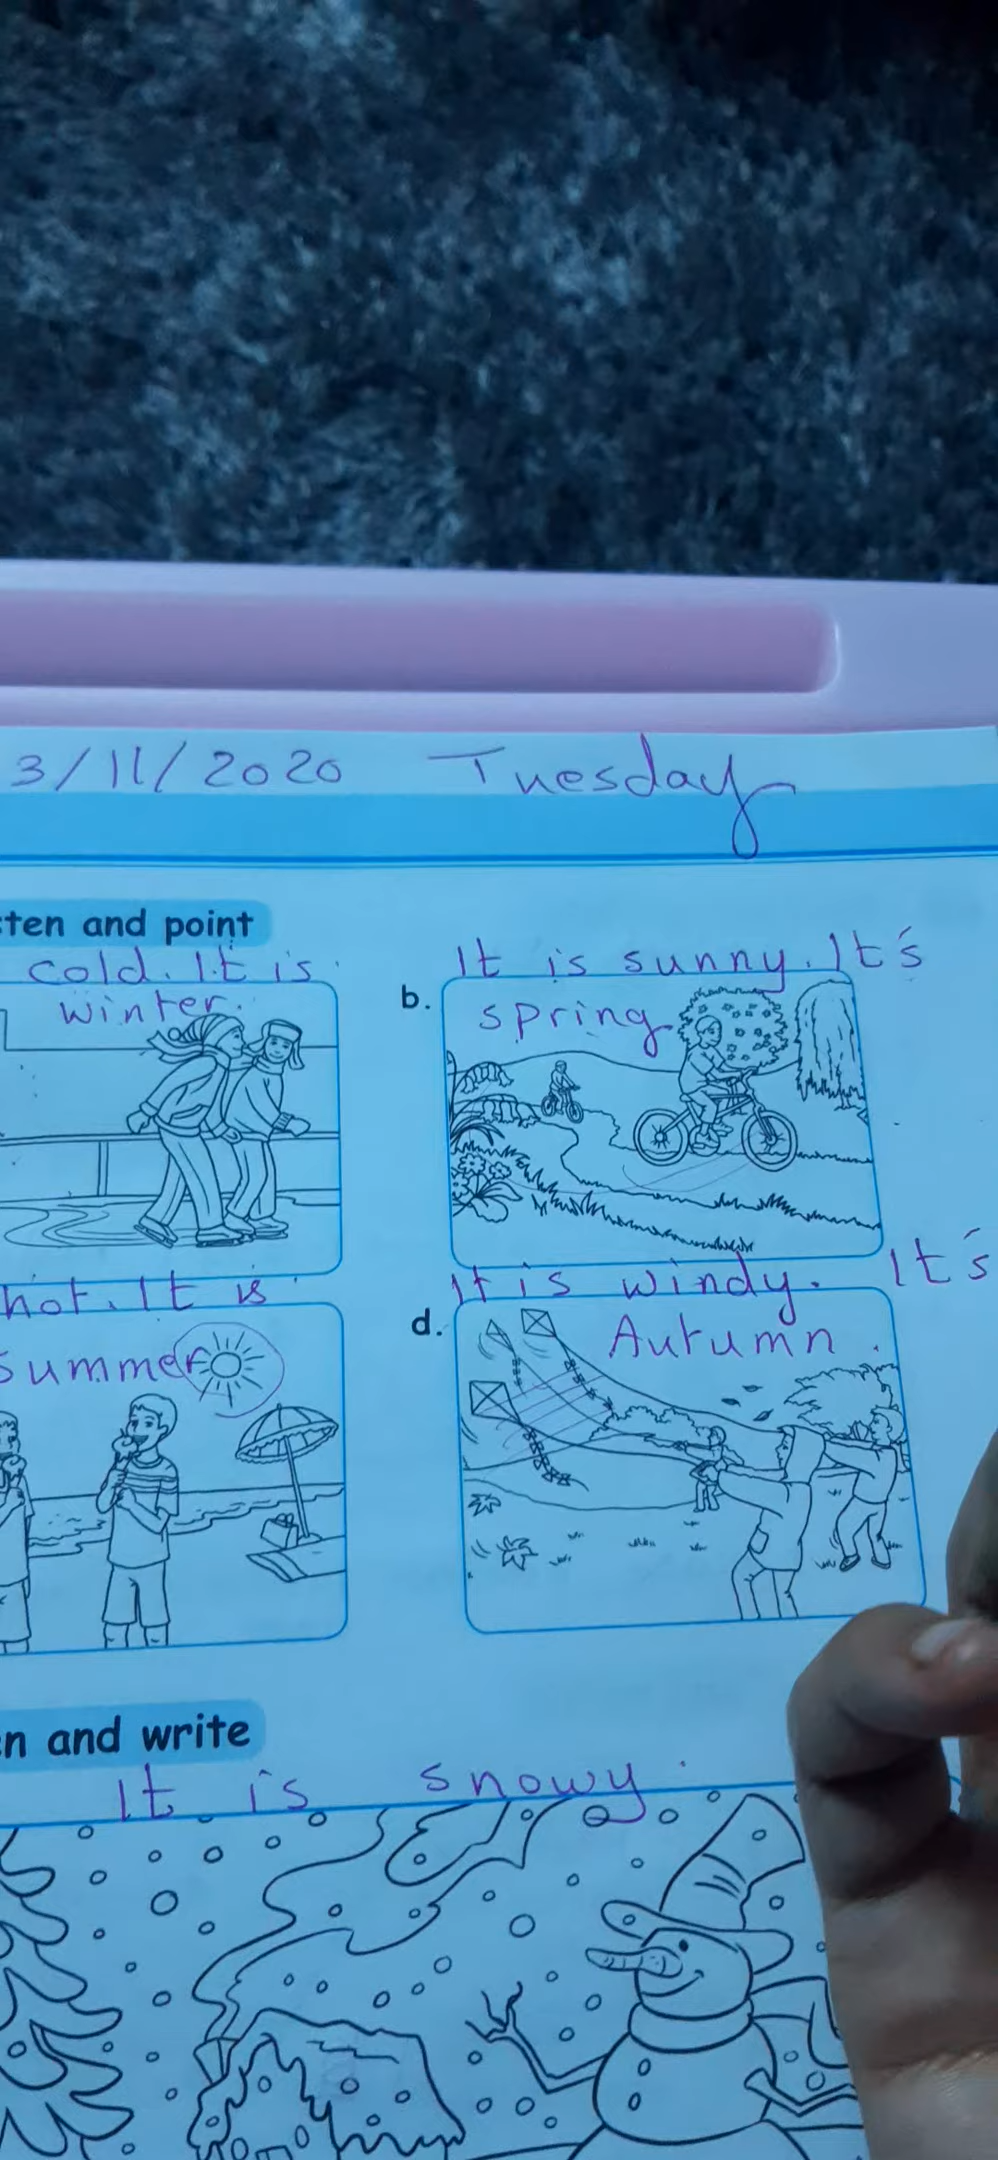 3/11/2020 Tuesday
ten and point
cold. It is
winter.
b.
It is sunny. It's
spring
hot. It is
Summer
d.
It is windy. It's
Autumn.
n and write
It is snowy.